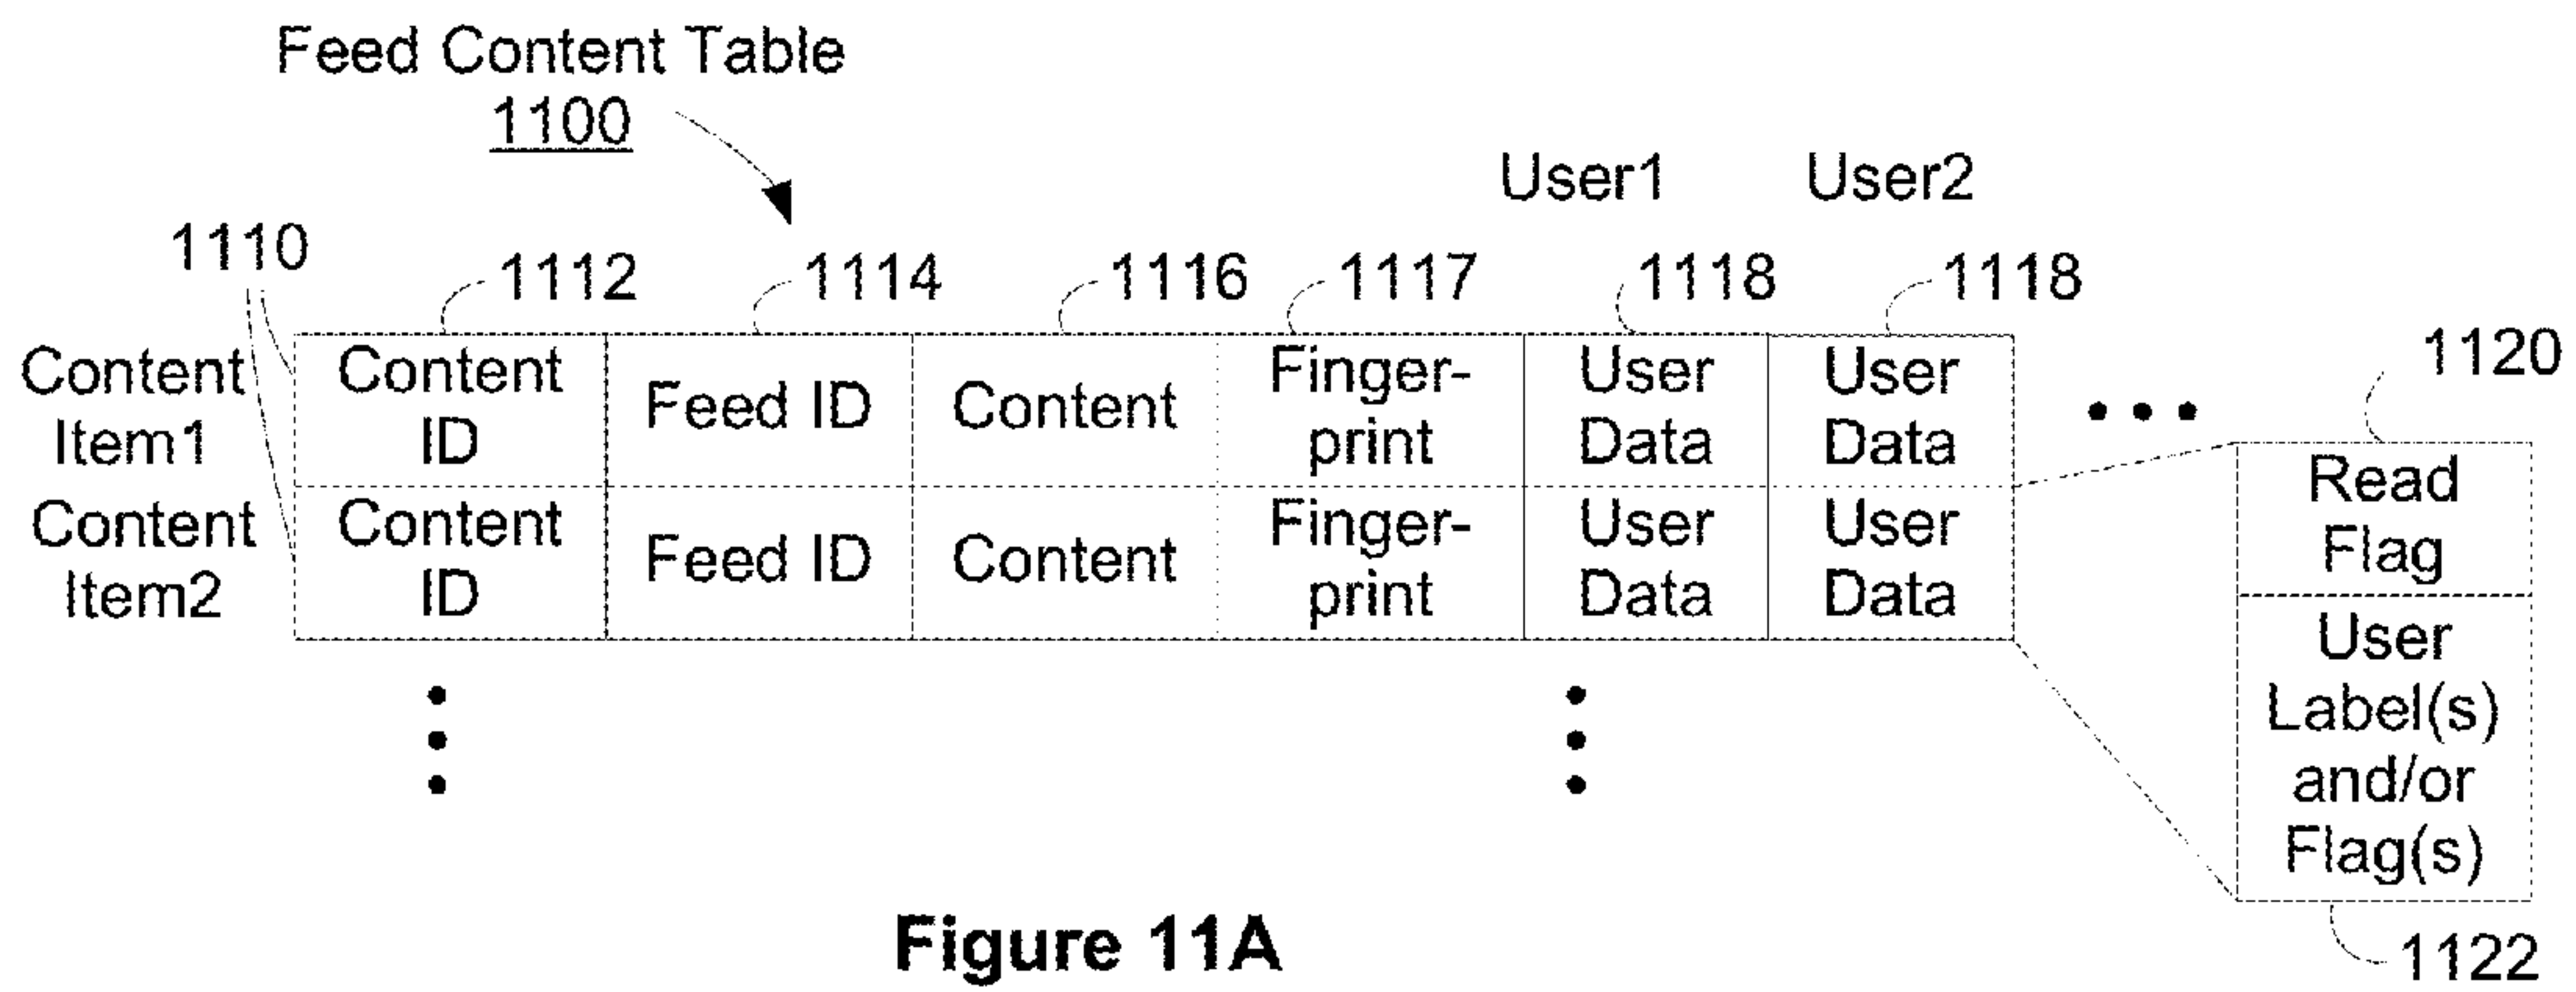 Feed Content Table
1100
User1 User2
1110 1112 1114 1116 1117 1118 1118
1120
Content Item1
Content ID
Feed ID
Content
Finger-
print
User Data
User Data
Content Item2
Content ID
Feed ID
Content
Finger-
print
User Data
User Data
Read
Flag
User
Label(s)
and/or
Flag(s)
1122
Figure 11A